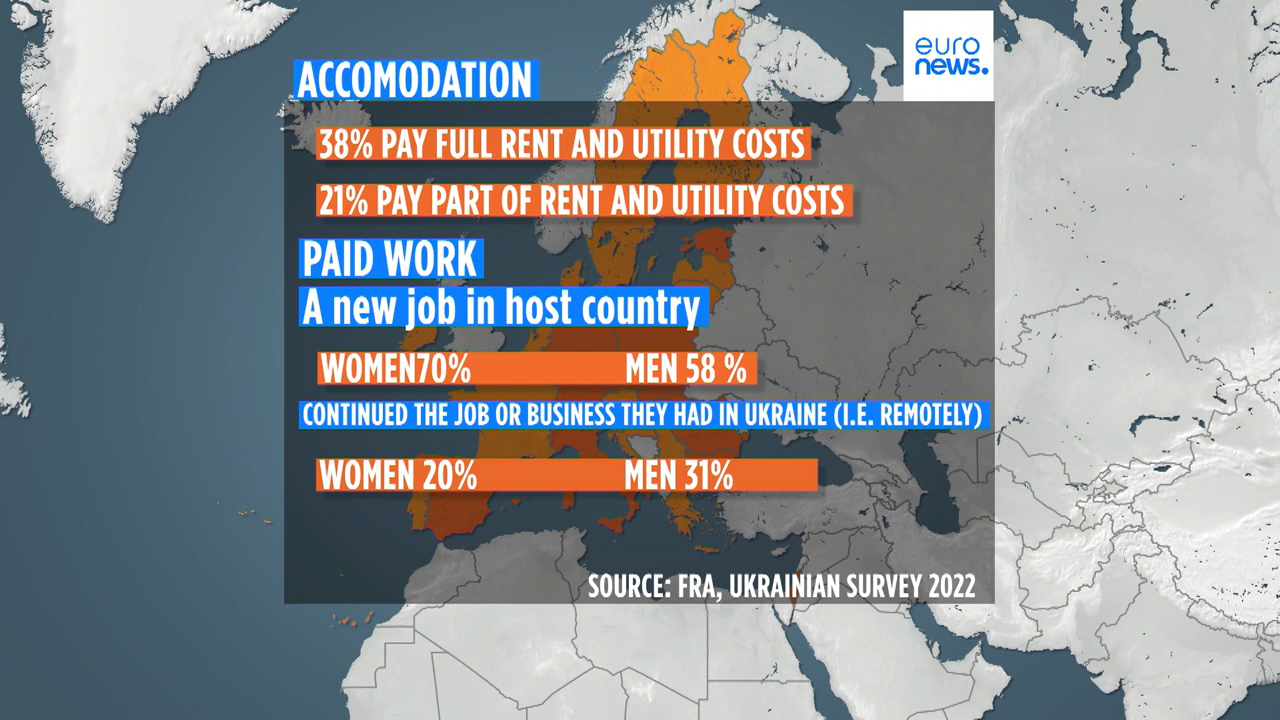 euro
news.
ACCOMODATION
38% PAY FULL RENT AND UTILITY COSTS
21% PAY PART OF RENT AND UTILITY COSTS
PAID WORK
A new job in host country
WOMEN70% MEN 58 %
CONTINUED THE JOB OR BUSINESS THEY HAD IN UKRAINE (I.E. REMOTELY)
WOMEN 20% MEN 31%
SOURCE: FRA, UKRAINIAN SURVEY 2022